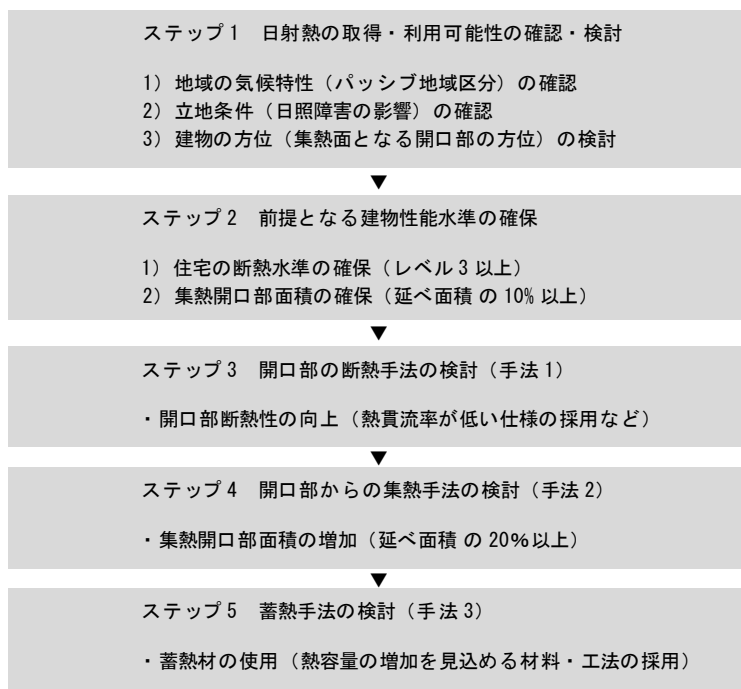 ステップ1　日射熱の取得・利用可能性の確認・検討
1）地域の気候特性（パッシブ地域区分）の確認
2）立地条件（日照障害の影響）の確認
3）建物の方位（集熱面となる開口部の方位）の検討
▼
ステップ2　前提となる建物性能水準の確保
1）住宅の断熱水準の確保（レベル3以上）
2）集熱開口部面積の確保（延べ面積 の 10% 以上）
▼
ステップ3　開口部の断熱手法の検討（手法1）
・開口部断熱性の向上（熱貫流率が低い仕様の採用など）
▼
ステップ4　開口部からの集熱手法の検討（手法2）
・集熱開口部面積の増加（延べ面積 の 20％以上）
▼
ステップ5　蓄熱手法の検討（手法3）
・蓄熱材の使用（熱容量の増加を見込める材料・工法の採用）